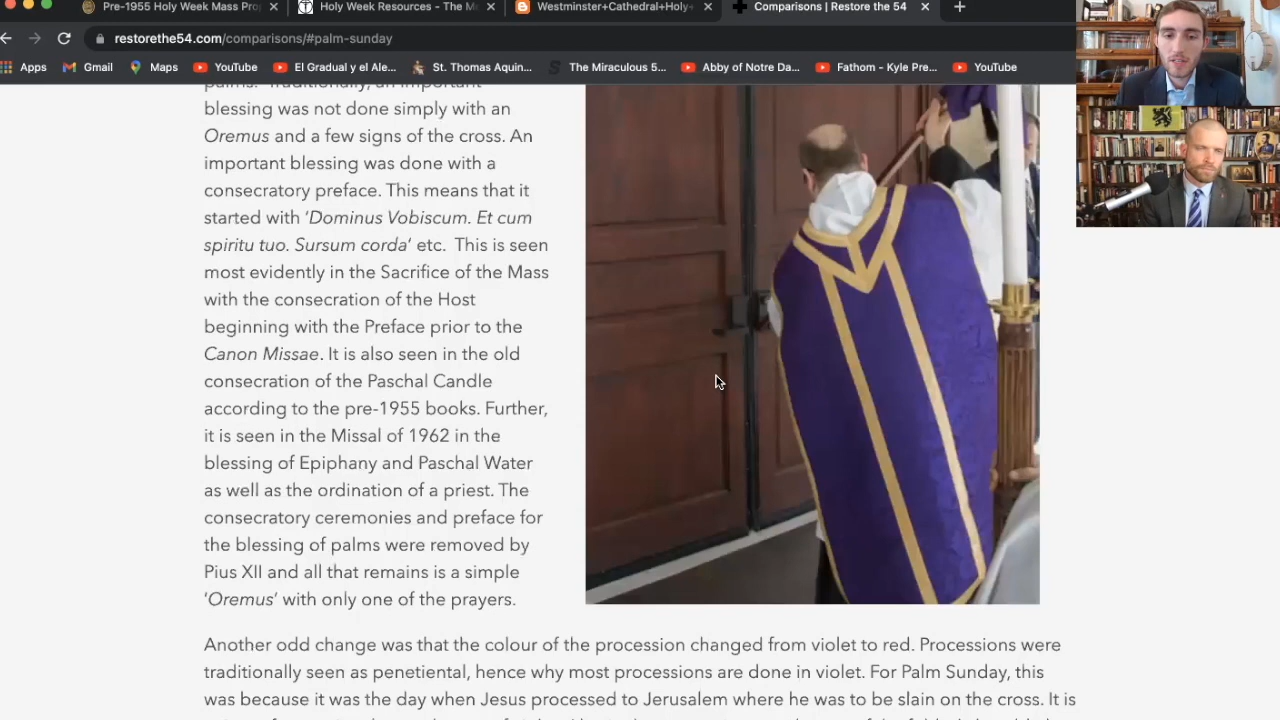 Pre-1955 Holy Week Mass Pro
Holy Week Resources - The M
Westminster+Cathedral+Holy
Comparisons | Restore the 54
restorethe54.com/comparisons/#palm-sunday
Apps
Gmail
Maps
YouTube
El Gradual y el A...
St. Thomas Aquin...
The Miraculous 5...
Abby of Notre Da...
Fathom - Kyle Pre...
YouTube
palms. Traditionally, an important
blessing was not done simply with an
Oremus and a few signs of the cross. An
important blessing was done with a
consecratory preface. This means that it
started with ‘Dominus Vobiscum. Et cum
spiritu tuo. Sursum corda‘ etc. This is seen
most evidently in the Sacrifice of the Mass
with the consecration of the Host
beginning with the Preface prior to the
Canon Missae. It is also seen in the old
consecration of the Paschal Candle
according to the pre-1955 books. Further,
it is seen in the Missal of 1962 in the
blessing of Epiphany and Paschal Water
as well as the ordination of a priest. The
consecratory ceremonies and preface for
the blessing of palms were removed by
Pius XII and all that remains is a simple
‘Oremus‘ with only one of the prayers.
Another odd change was that the colour of the procession changed from violet to red. Processions were
traditionally seen as penetiential, hence why most processions are done in violet. For Palm Sunday, this
was because it was the day when Jesus processed to Jerusalem where he was to be slain on the cross. It is